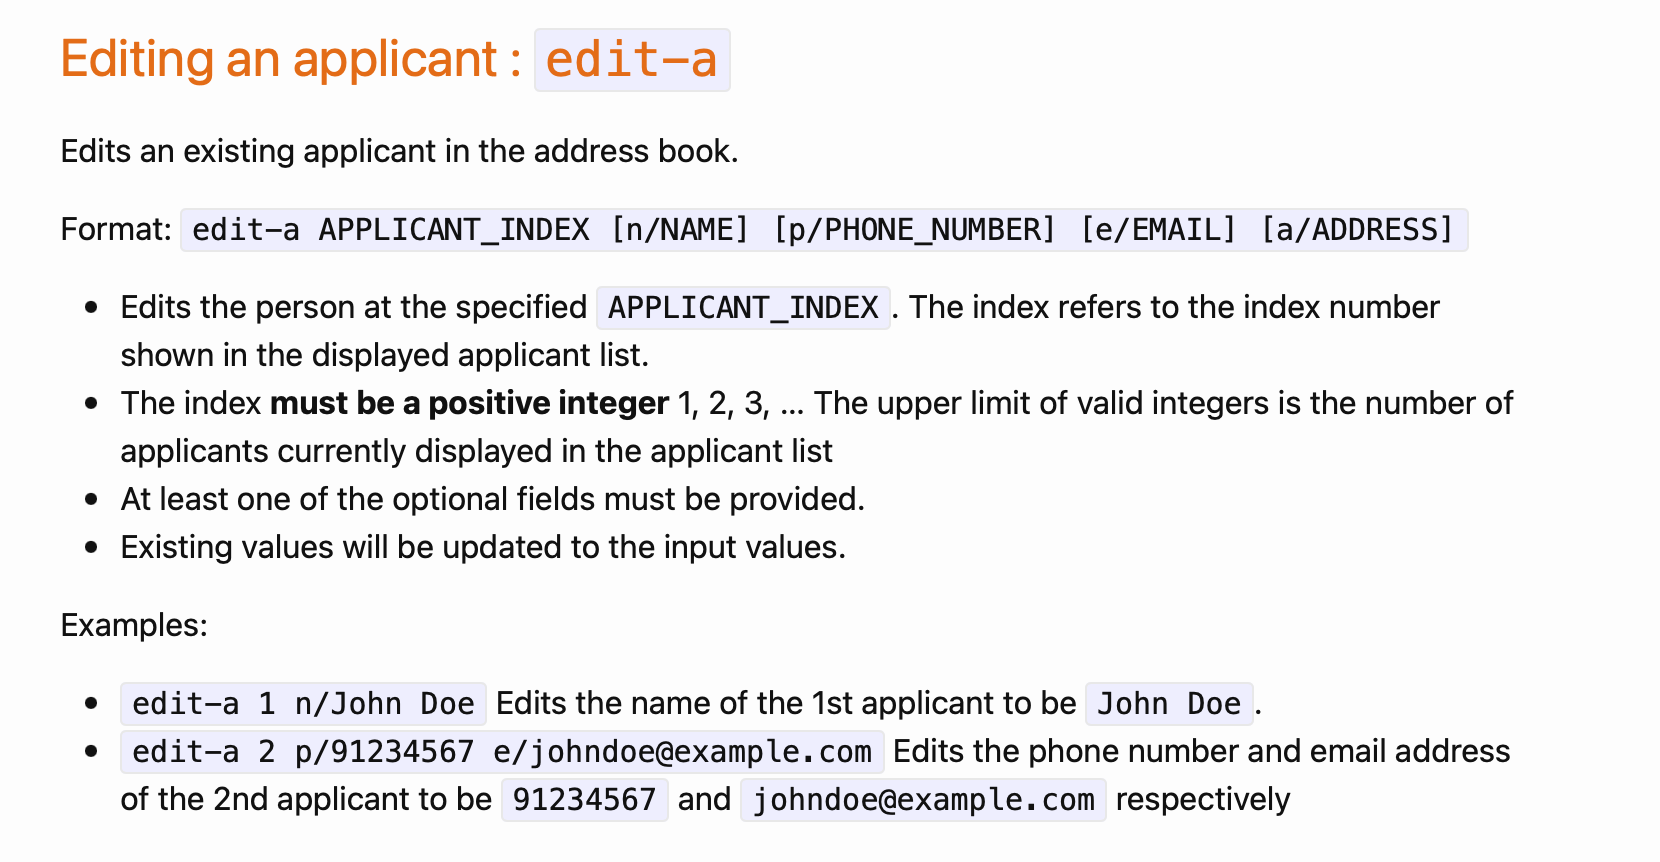 Editing an applicant : edit-a
Edits an existing applicant in the address book.
Format: edit-a APPLICANT_INDEX [n/NAME] [p/PHONE_NUMBER] [e/EMAIL] [a/ADDRESS]
• Edits the person at the specified APPLICANT_INDEX. The index refers to the index number
shown in the displayed applicant list.
• The index must be a positive integer 1, 2, 3, … The upper limit of valid integers is the number of
applicants currently displayed in the applicant list
• At least one of the optional fields must be provided.
• Existing values will be updated to the input values.
Examples:
• edit-a 1 n/John Doe Edits the name of the 1st applicant to be John Doe.
• edit-a 2 p/91234567 e/johndoe@example.com Edits the phone number and email address
of the 2nd applicant to be 91234567 and johndoe@example.com respectively